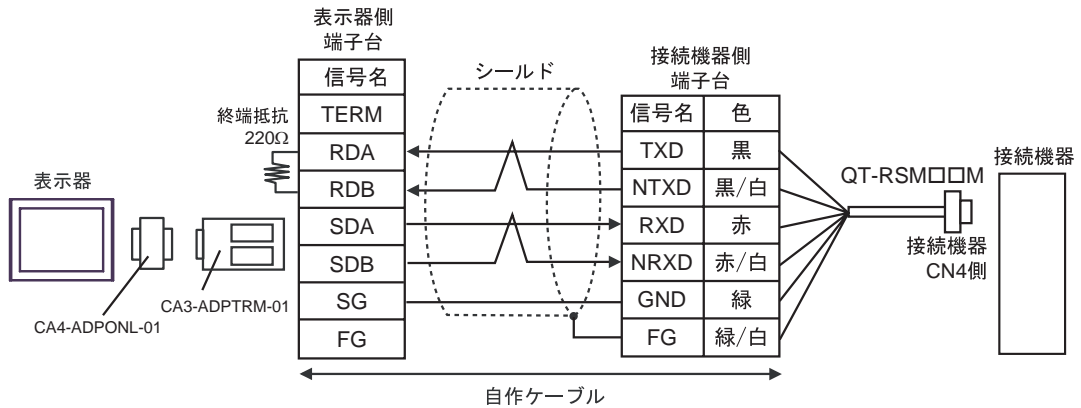 表示器側
端子台
信号名
TERM
RDA
RDB
SDA
SDB
SG
FG
終端抵抗
220Ω
表示器
CA4-ADPONL-01
CA3-ADPTRM-01
シールド
接続機器側
端子台
信号名 色
TXD 黒
NTXD 黒/白
RXD 赤
NRXD 赤/白
GND 緑
FG 緑/白
QT-RSM□□M
接続機器
CN4側
接続機器
自作ケーブル